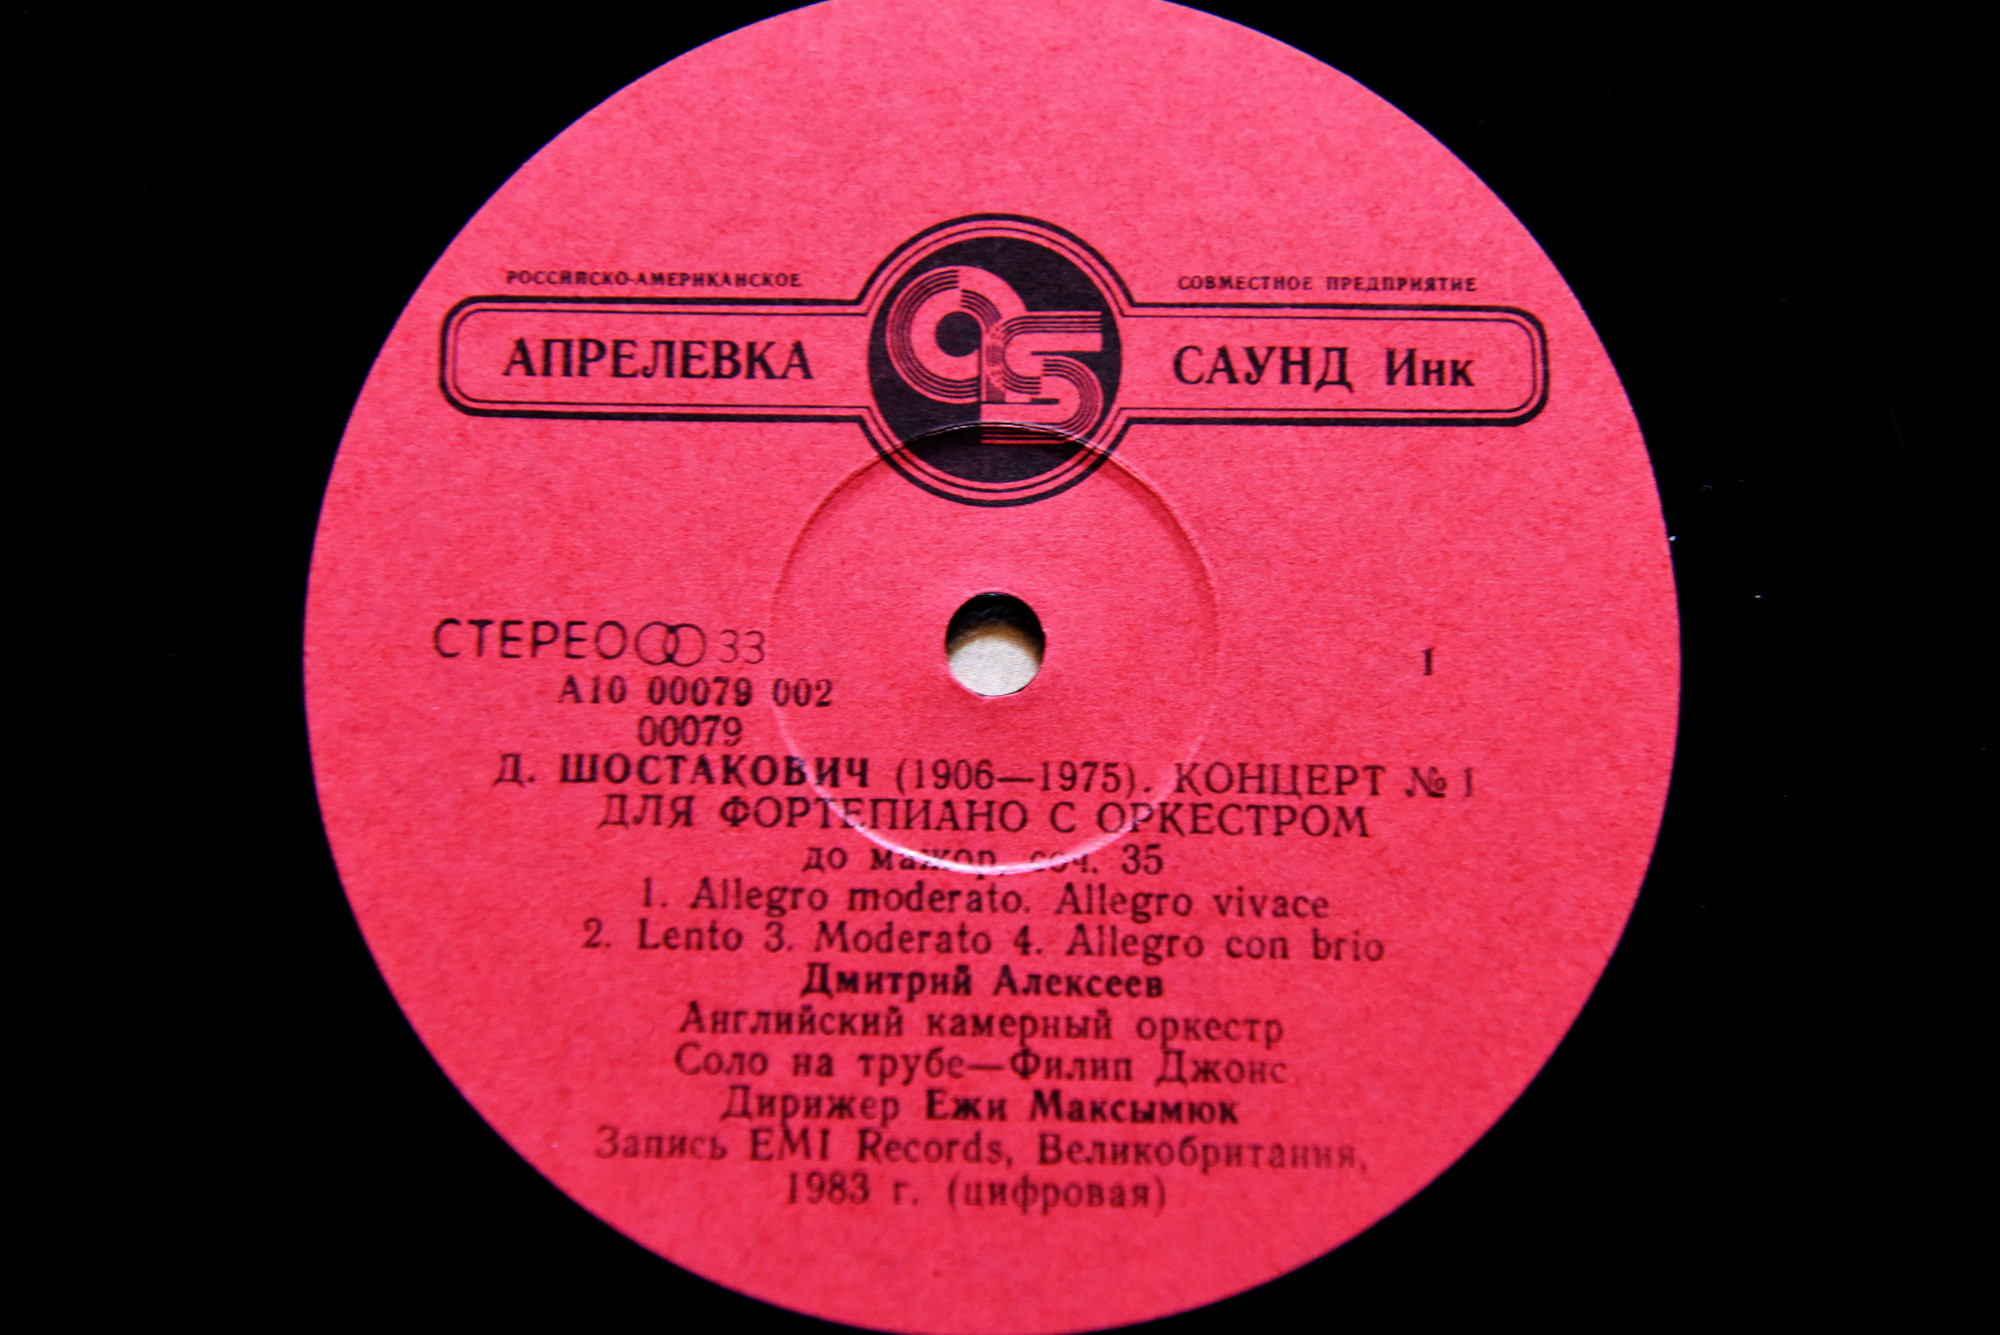 РОССИЙСКО-АМЕРИКАНСКОЕ СОВМЕСТНОЕ ПРЕДПРИЯТИЕ
АПРЕЛЕВКА САУНД Инк
СТЕРЕО 33
1
А10 00079 002
00079
Д. ШОСТАКОВИЧ (1906—1975). КОНЦЕРТ № 1
ДЛЯ ФОРТЕПИАНО С ОРКЕСТРОМ
до мажор, соч. 35
1. Allegro moderato. Allegro vivace
2. Lento 3. Moderato 4. Allegro con brio
Дмитрий Алексеев
Английский камерный оркестр
Соло на трубе—Филип Джонс
Дирижер Ежи Максымюк
Запись EMI Records, Великобритания,
1983 г. (цифровая)